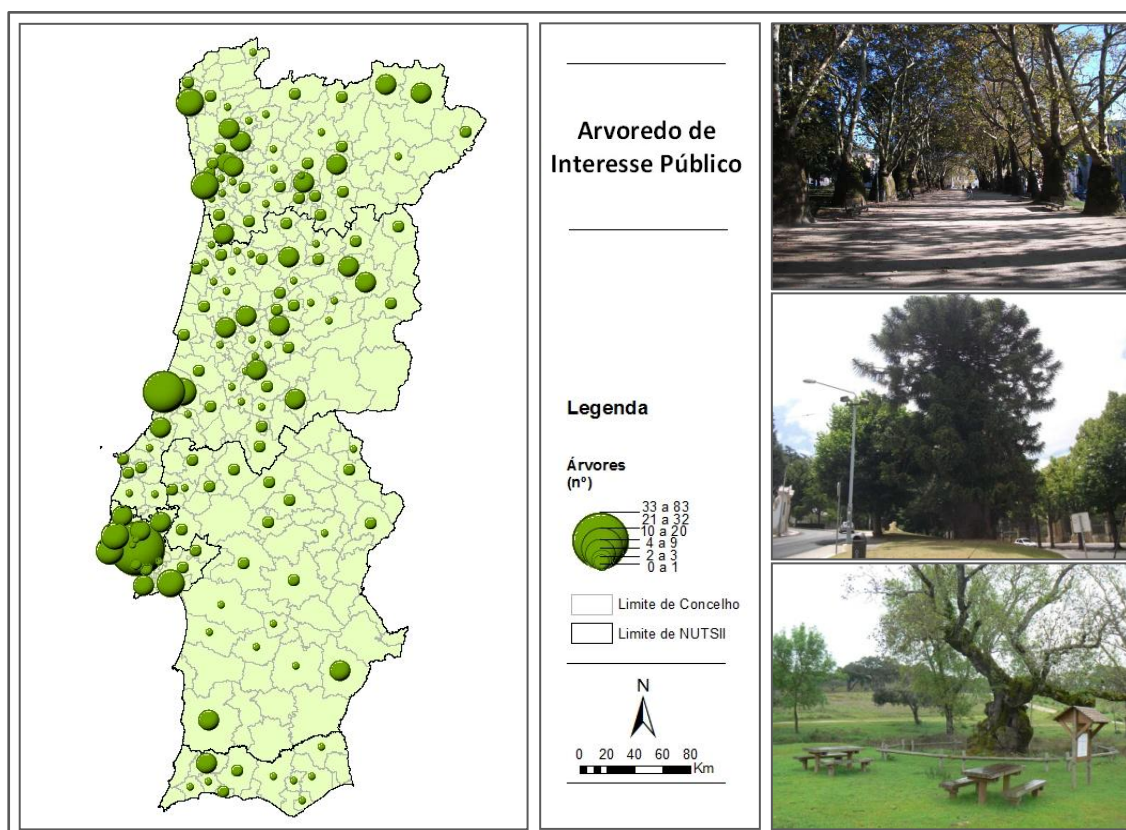 Arvoredo de
Interesse Público
Legenda
Árvores
(nº)
33 a 83
21 a 32
10 a 20
4 a 9
2 a 3
0 a 1
Limite de Concelho
Limite de NUTSII
N
0 20 40 60 80
Km